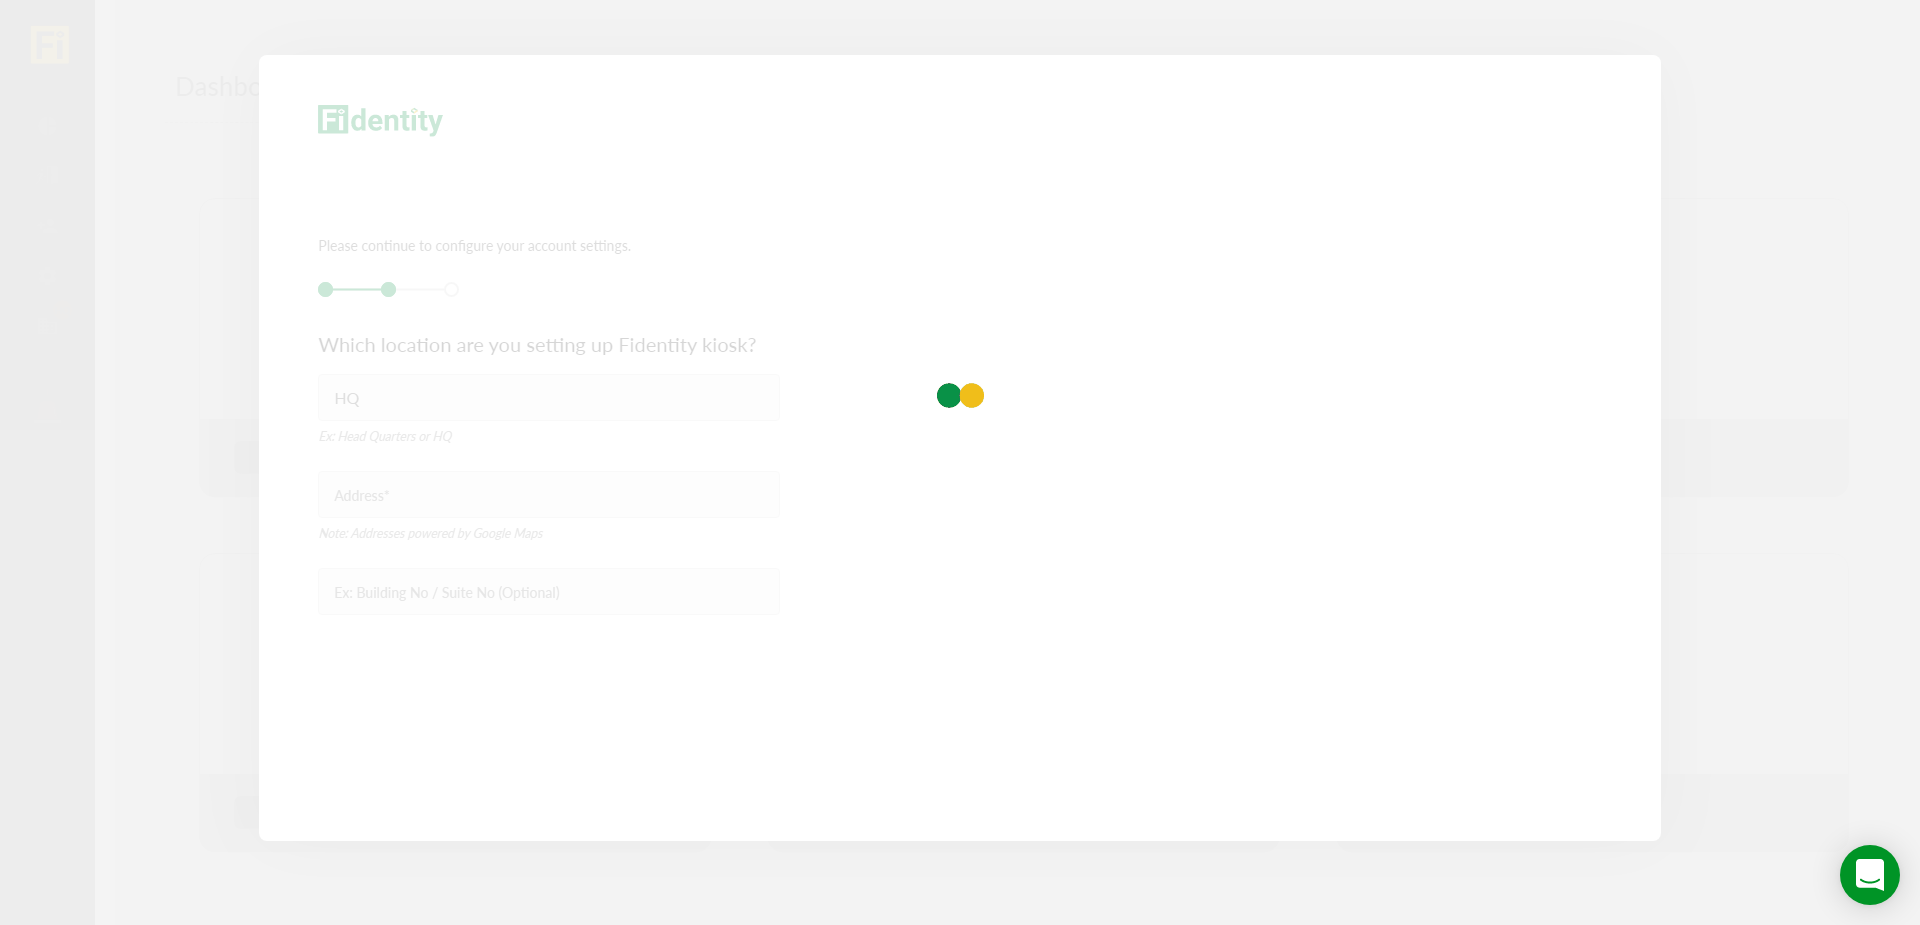 Fi
Dashbo
Fidentity
Please continue to configure your account settings.
Which location are you setting up Fidentity kiosk?
HQ
Ex: Head Quarters or HQ
Address*
Note: Addresses powered by Google Maps
Ex: Building No / Suite No (Optional)